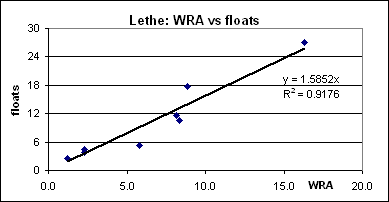 Lethe: WRA vs floats
30
24
18
12
6
0
floats
y = 1.5852x
R² = 0.9176
0.0 5.0 10.0 15.0 20.0
WRA